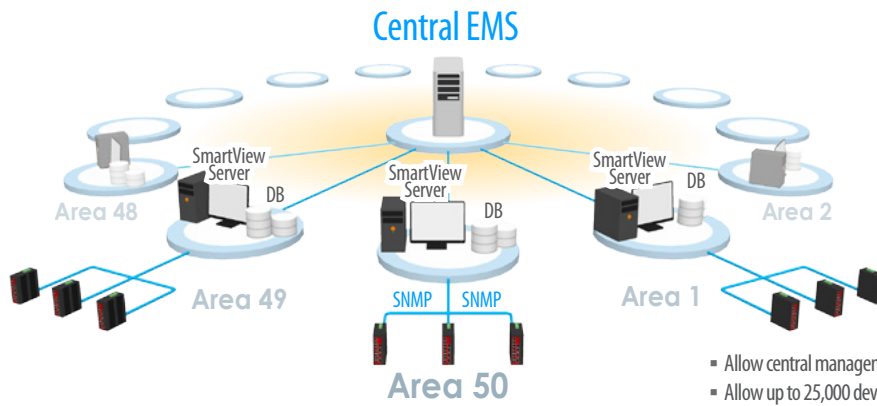 Central EMS
SmartView
Server
DB
SmartView
Server
DB
SmartView
Server
DB
Area 48
Area 2
Area 49
Area 1
SNMP
SNMP
Area 50
▪ Allow central manager
▪ Allow up to 25,000 dev